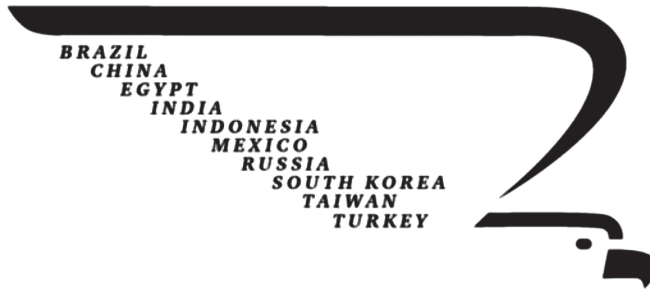 BRAZIL
CHINA
EGYPT
INDIA
INDONESIA
MEXICO
RUSSIA
SOUTH KOREA
TAIWAN
TURKEY